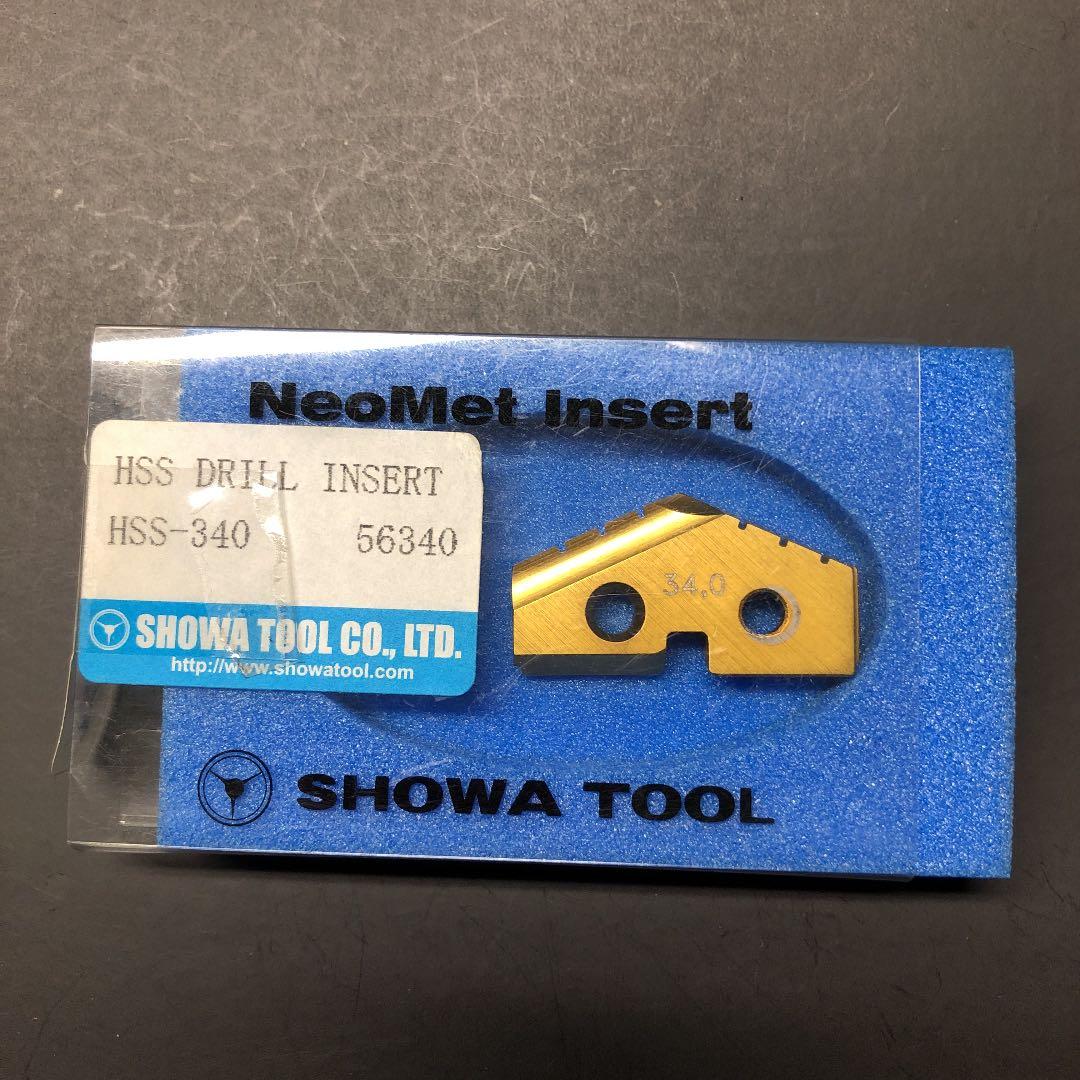 NeoMet Insert
HSS DRILL INSERT
HSS-340 56340
SHOWA TOOL CO., LTD.
http://www.showatool.com
34.0
SHOWA TOOL